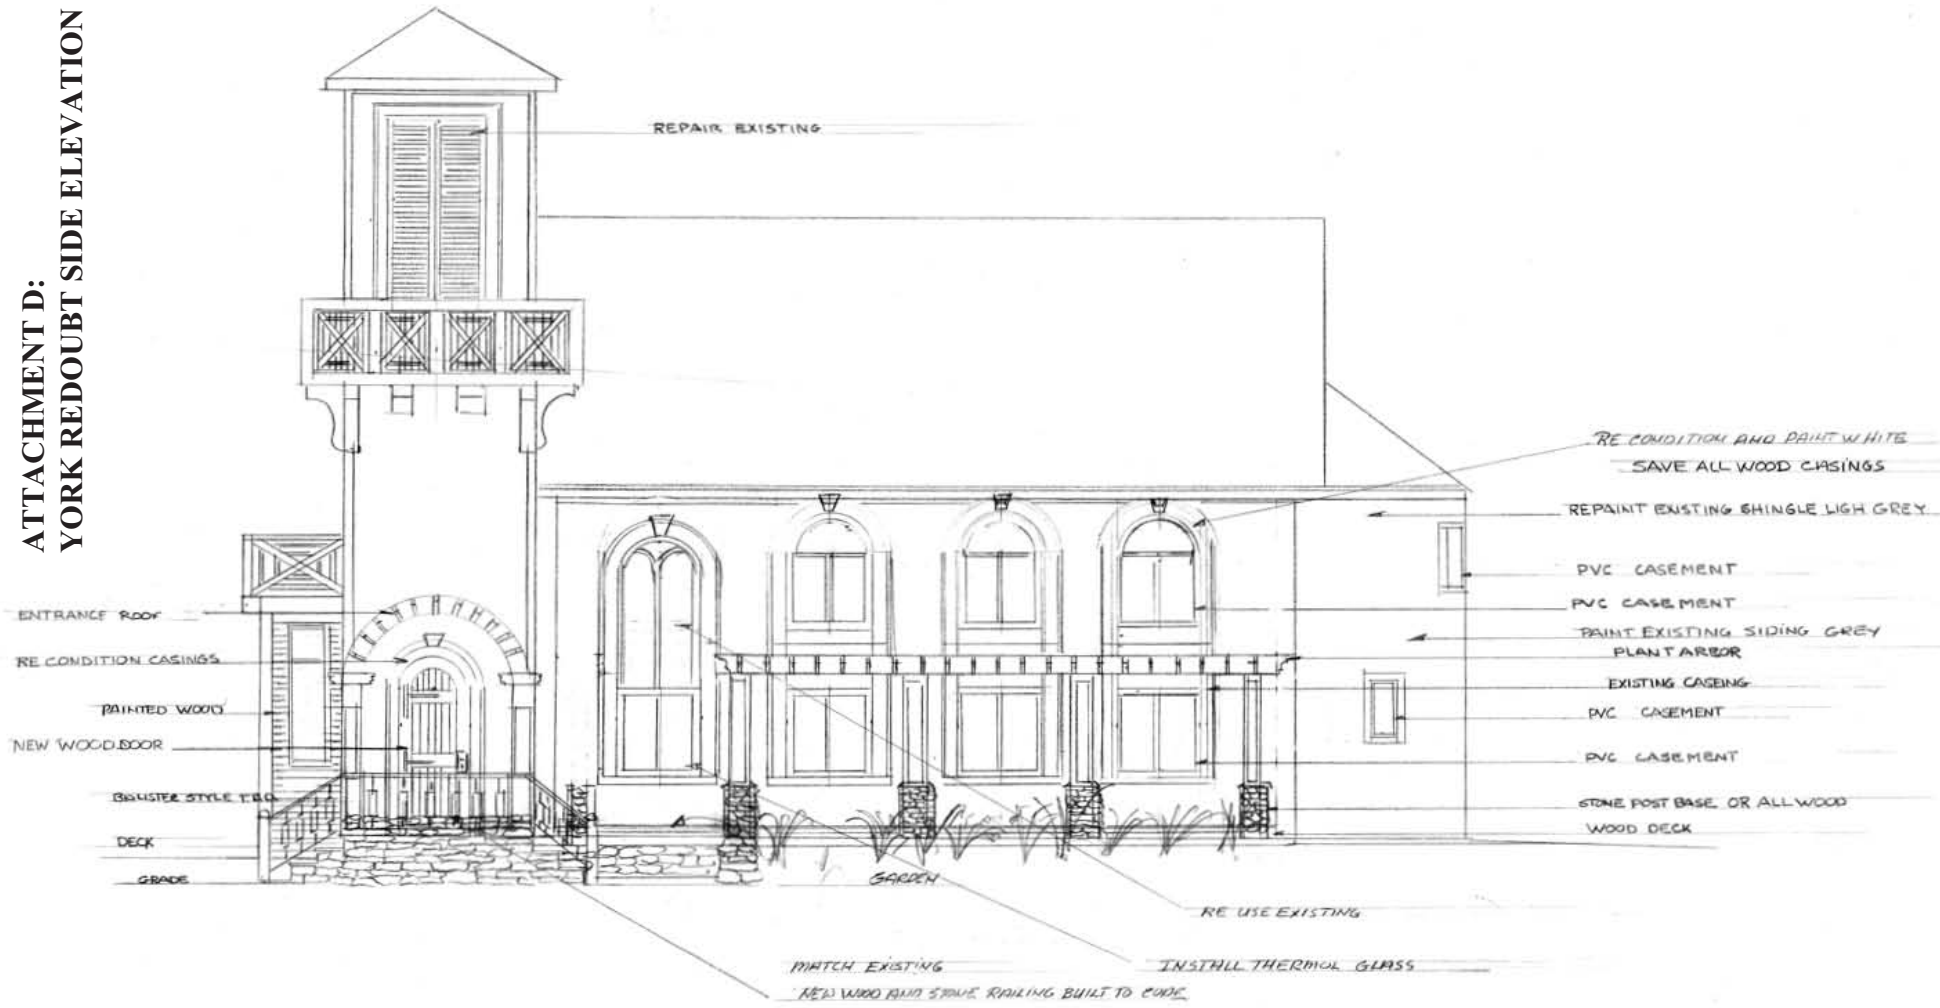 ATTACHMENT D:
YORK REDOUBT SIDE ELEVATION
REPAIR EXISTING
RE CONDITION AND PAINT WHITE
SAVE ALL WOOD CASINGS
REPAINT EXISTING SHINGLE LIGH GREY
PVC CASEMENT
PVC CASEMENT
PAINT EXISTING SIDING GREY
PLANT ARBOR
EXISTING CASEING
PVC CASEMENT
PVC CASEMENT
STONE POST BASE OR ALL WOOD
WOOD DECK
ENTRANCE ROOF
RE CONDITION CASINGS
PAINTED WOOD
NEW WOOD DOOR
STYLE
DECK
GRADE
GARDEN
RE USE EXISTING
INSTALL THERMOL GLASS
MATCH EXISTING
NEW WOOD AND STONE RAILING BUILT TO CODE